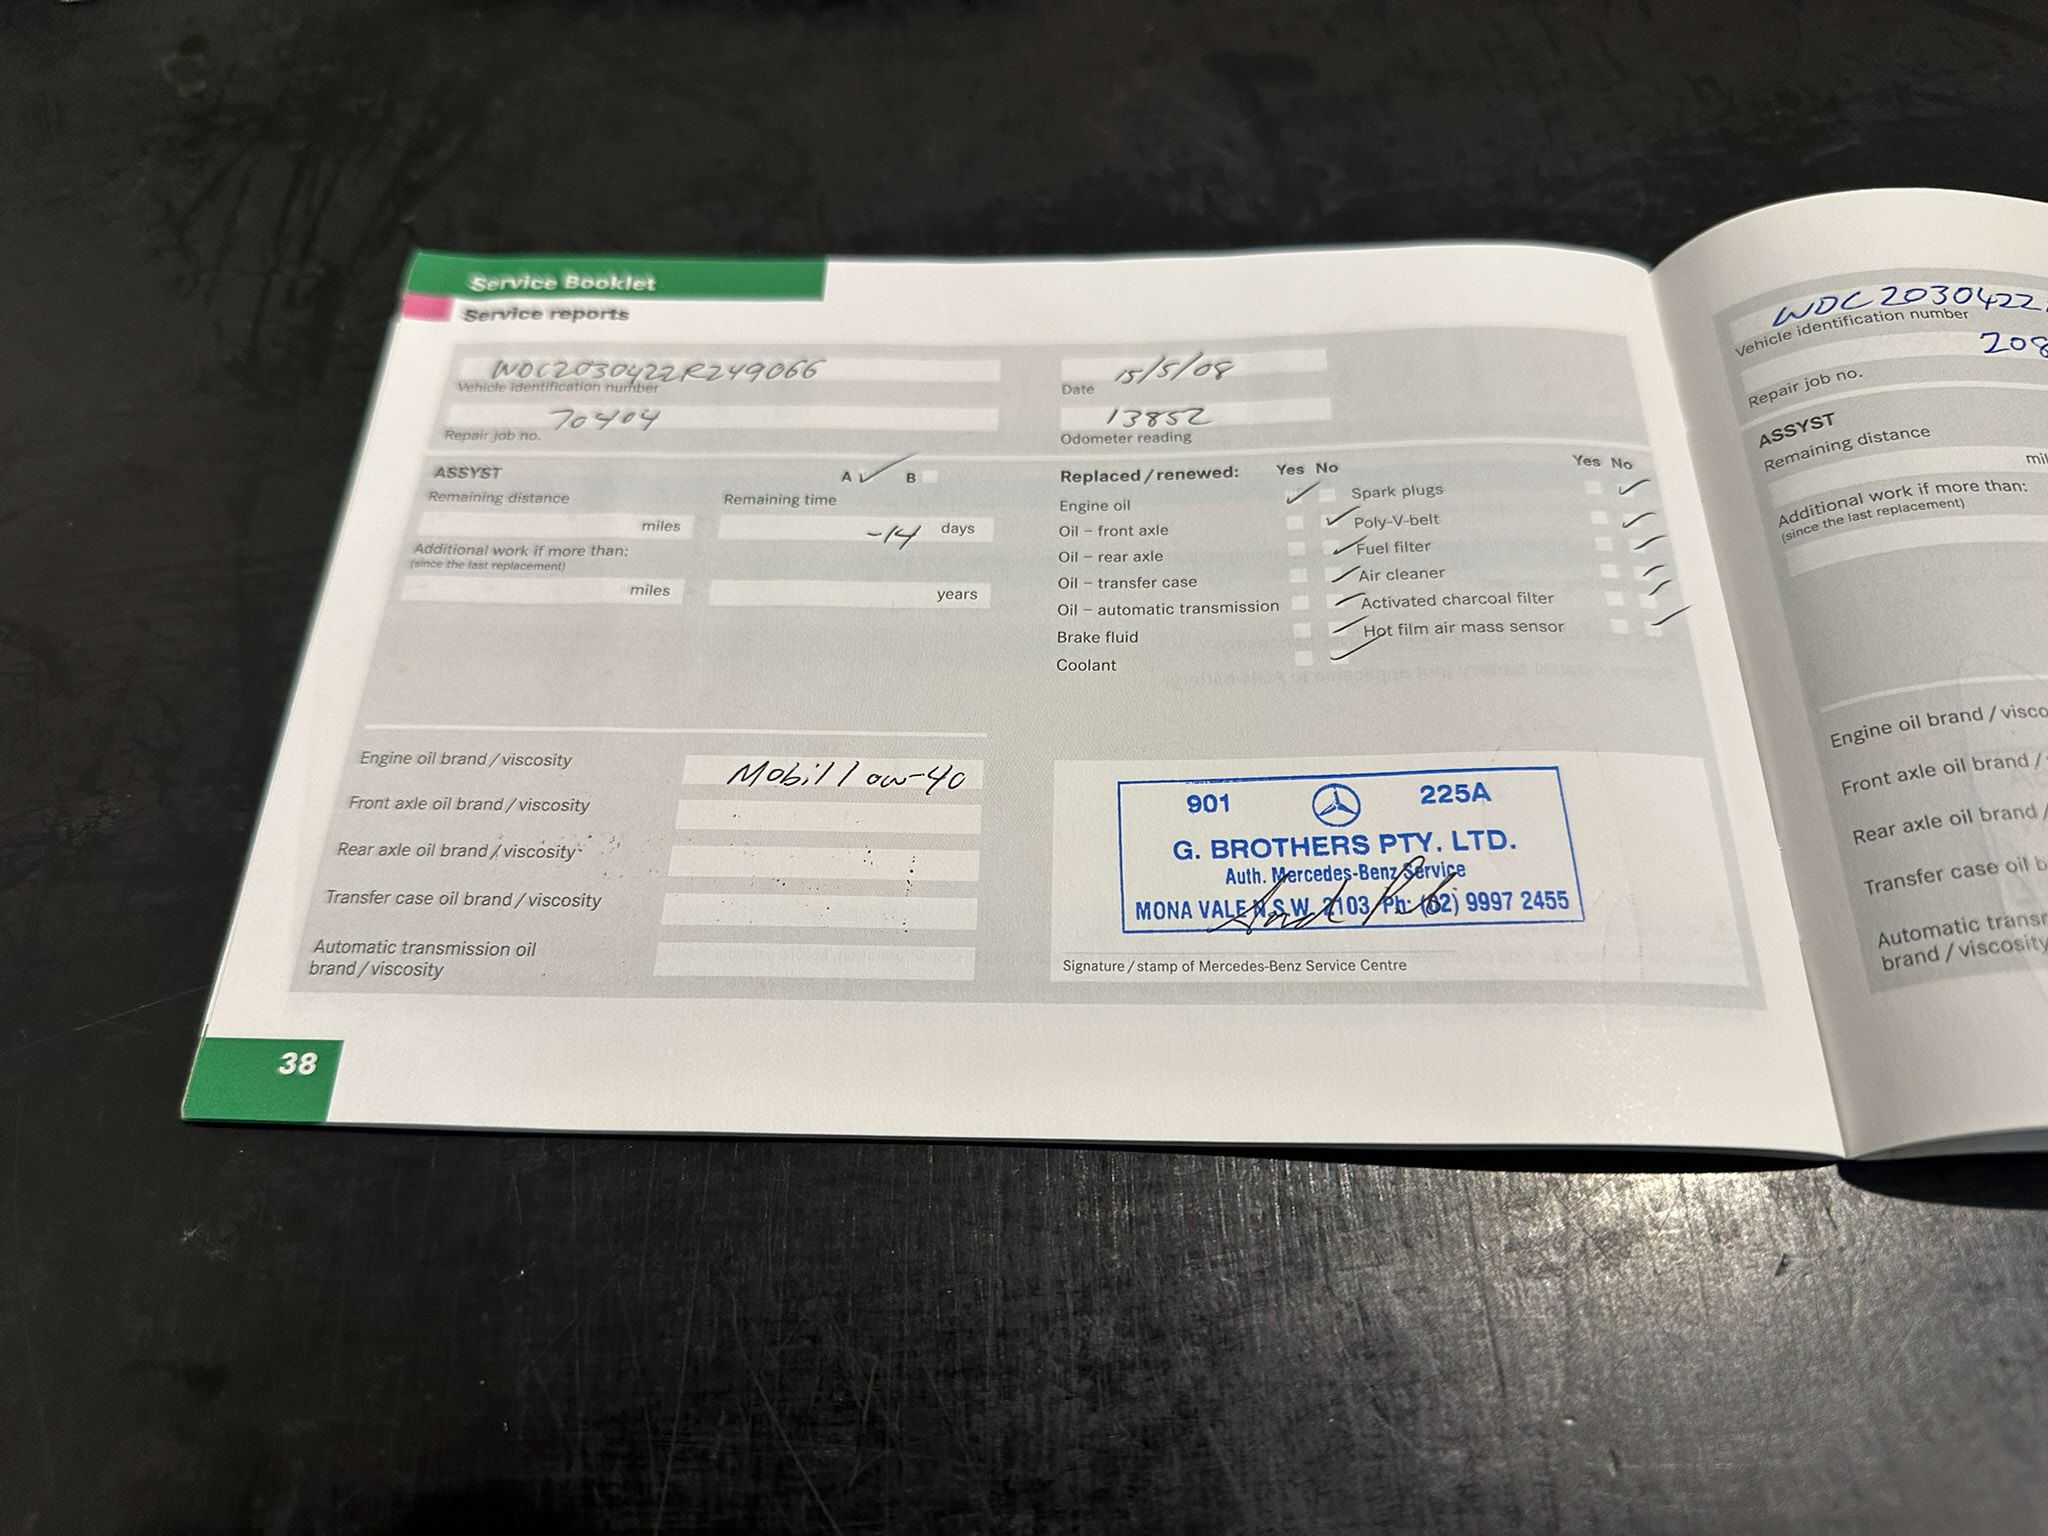 Service Booklet
Service reports
WDC2030422R249066
Vehicle identification number
70404
Repair job no.
15/5/08
Date
13852
Odometer reading
ASSYST
A B
Remaining distance
Remaining time
miles
-14 days
Additional work if more than:
(since the last replacement)
miles
years
Replaced / renewed: Yes No
Engine oil
Oil – front axle
Oil – rear axle
Oil – transfer case
Oil – automatic transmission
Brake fluid
Coolant
Yes No
Spark plugs
Poly-V-belt
Fuel filter
Air cleaner
Activated charcoal filter
Hot film air mass sensor
Engine oil brand / viscosity
Mobil 1 0W-40
Front axle oil brand / viscosity
Rear axle oil brand / viscosity
Transfer case oil brand / viscosity
Automatic transmission oil
brand / viscosity
901 225A
G. BROTHERS PTY. LTD.
Auth. Mercedes-Benz Service
MONA VALE N.S.W. 2103 Ph: (02) 9997 2455
Signature / stamp of Mercedes-Benz Service Centre
38
WDC2030422
Vehicle identification number
208
Repair job no.
ASSYST
Remaining distance
mil
Additional work if more than:
(since the last replacement)
Engine oil brand / visco
Front axle oil brand /
Rear axle oil brand /
Transfer case oil b
Automatic transm
brand / viscosity